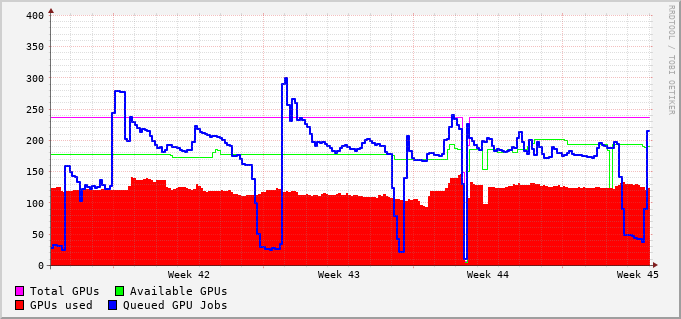 400
350
300
250
200
150
100
50
0
Week 42 Week 43 Week 44 Week 45
Total GPUs Available GPUs
GPUs used Queued GPU Jobs
RRDTOOL / TOBI OETIKER